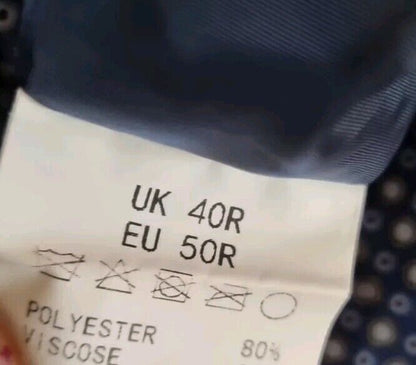 UK 40R
EU 50R
POLYESTER 80%
VISCOSE